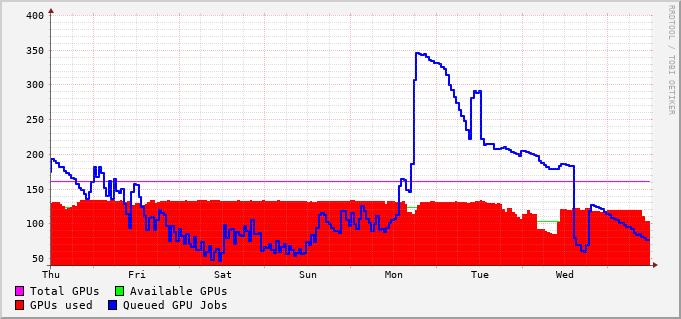 400
350
300
250
200
150
100
50
Thu Fri Sat Sun Mon Tue Wed
Total GPUs Available GPUs
GPUs used Queued GPU Jobs
RRDTOOL / TOBI OETIKER